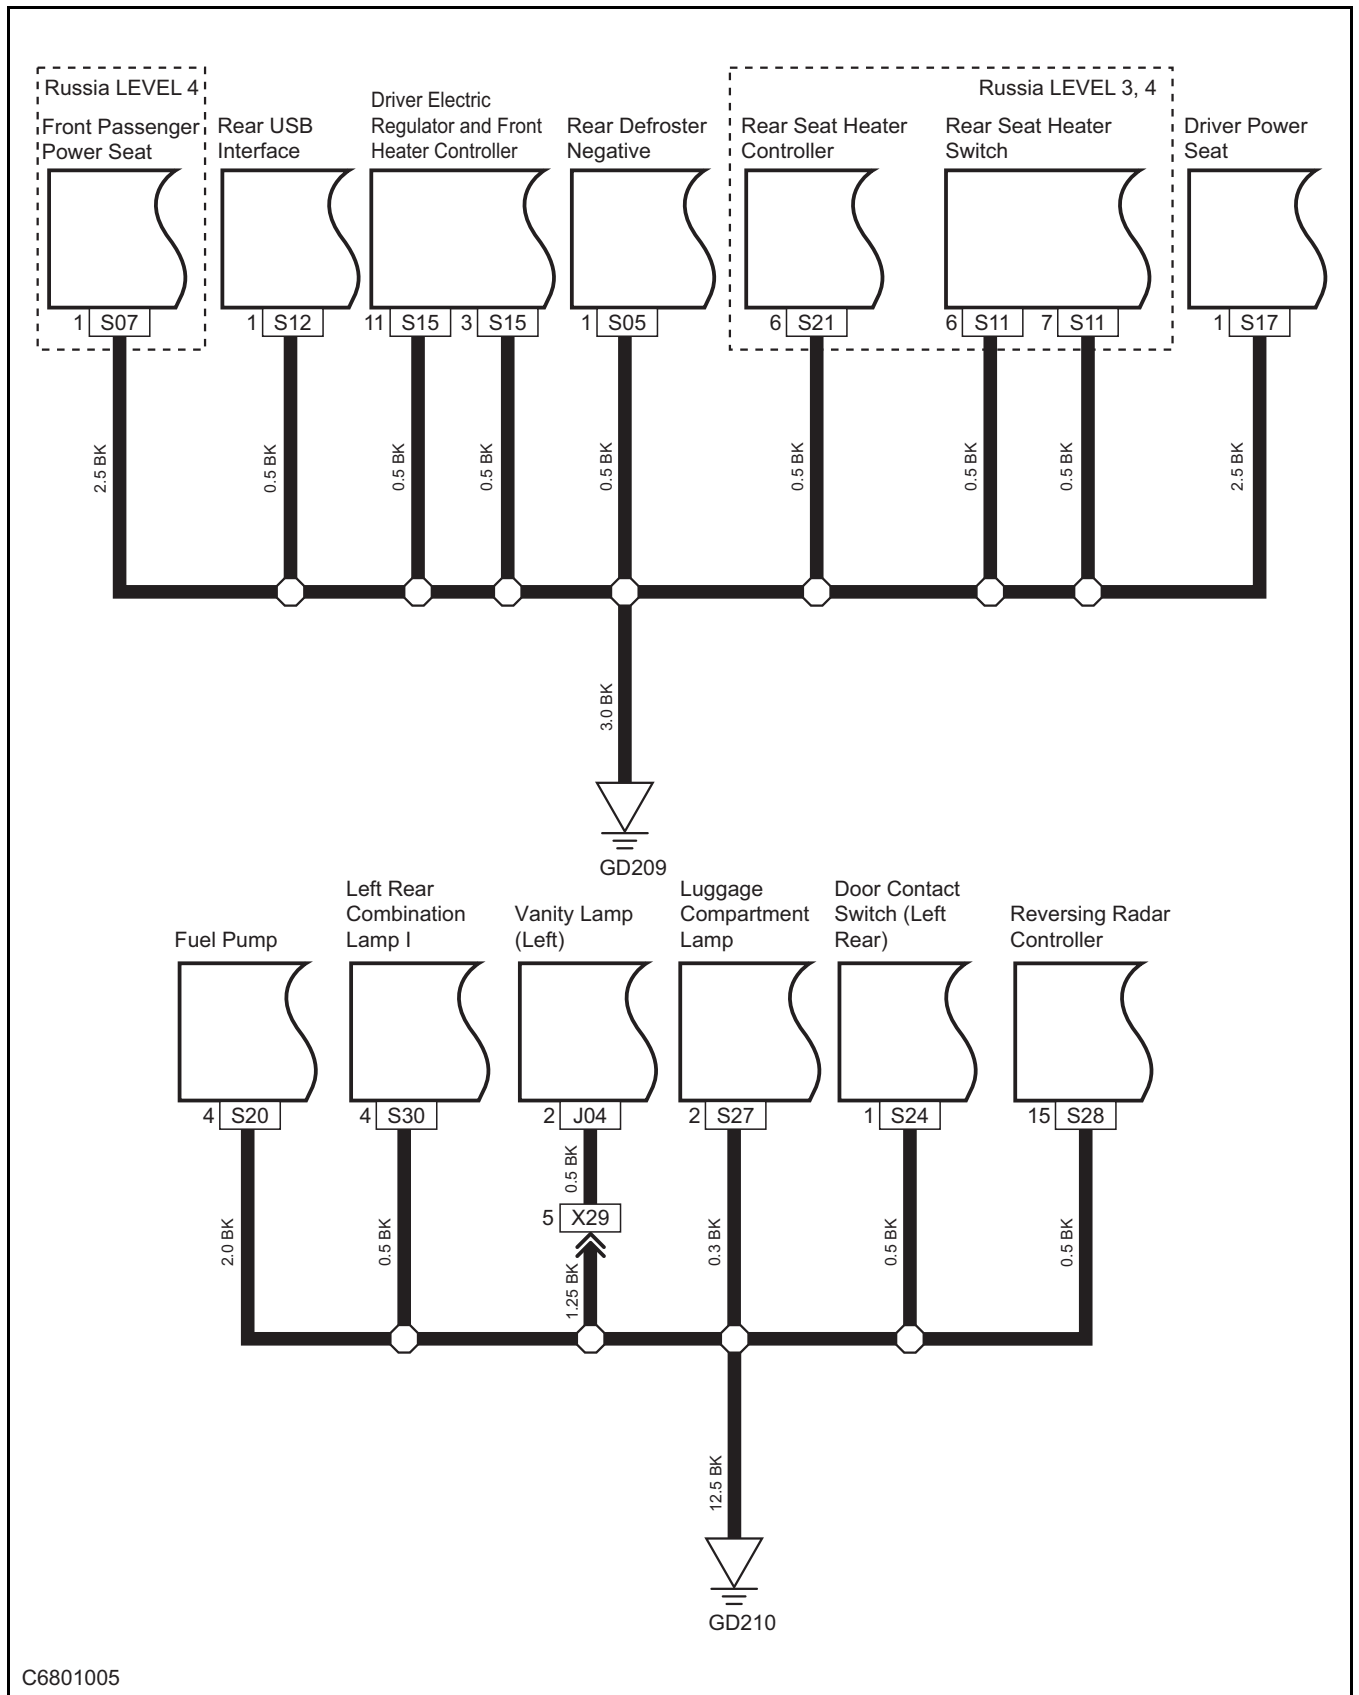 Russia LEVEL 4
Russia LEVEL 3, 4
Front Passenger
Power Seat
Rear USB
Interface
Driver Electric
Regulator and Front
Heater Controller
Rear Defroster
Negative
Rear Seat Heater
Controller
Rear Seat Heater
Switch
Driver Power
Seat
1 S07
1 S12
11 S15
3 S15
1 S05
6 S21
6 S11
7 S11
1 S17
2.5 BK
0.5 BK
0.5 BK
0.5 BK
0.5 BK
0.5 BK
0.5 BK
0.5 BK
2.5 BK
3.0 BK
GD209
Fuel Pump
Left Rear
Combination
Lamp I
Vanity Lamp
(Left)
Luggage
Compartment
Lamp
Door Contact
Switch (Left
Rear)
Reversing Radar
Controller
4 S20
4 S30
2 J04
2 S27
1 S24
15 S28
0.5 BK
5 X29
2.0 BK
0.5 BK
1.25 BK
0.3 BK
0.5 BK
0.5 BK
12.5 BK
GD210
C6801005